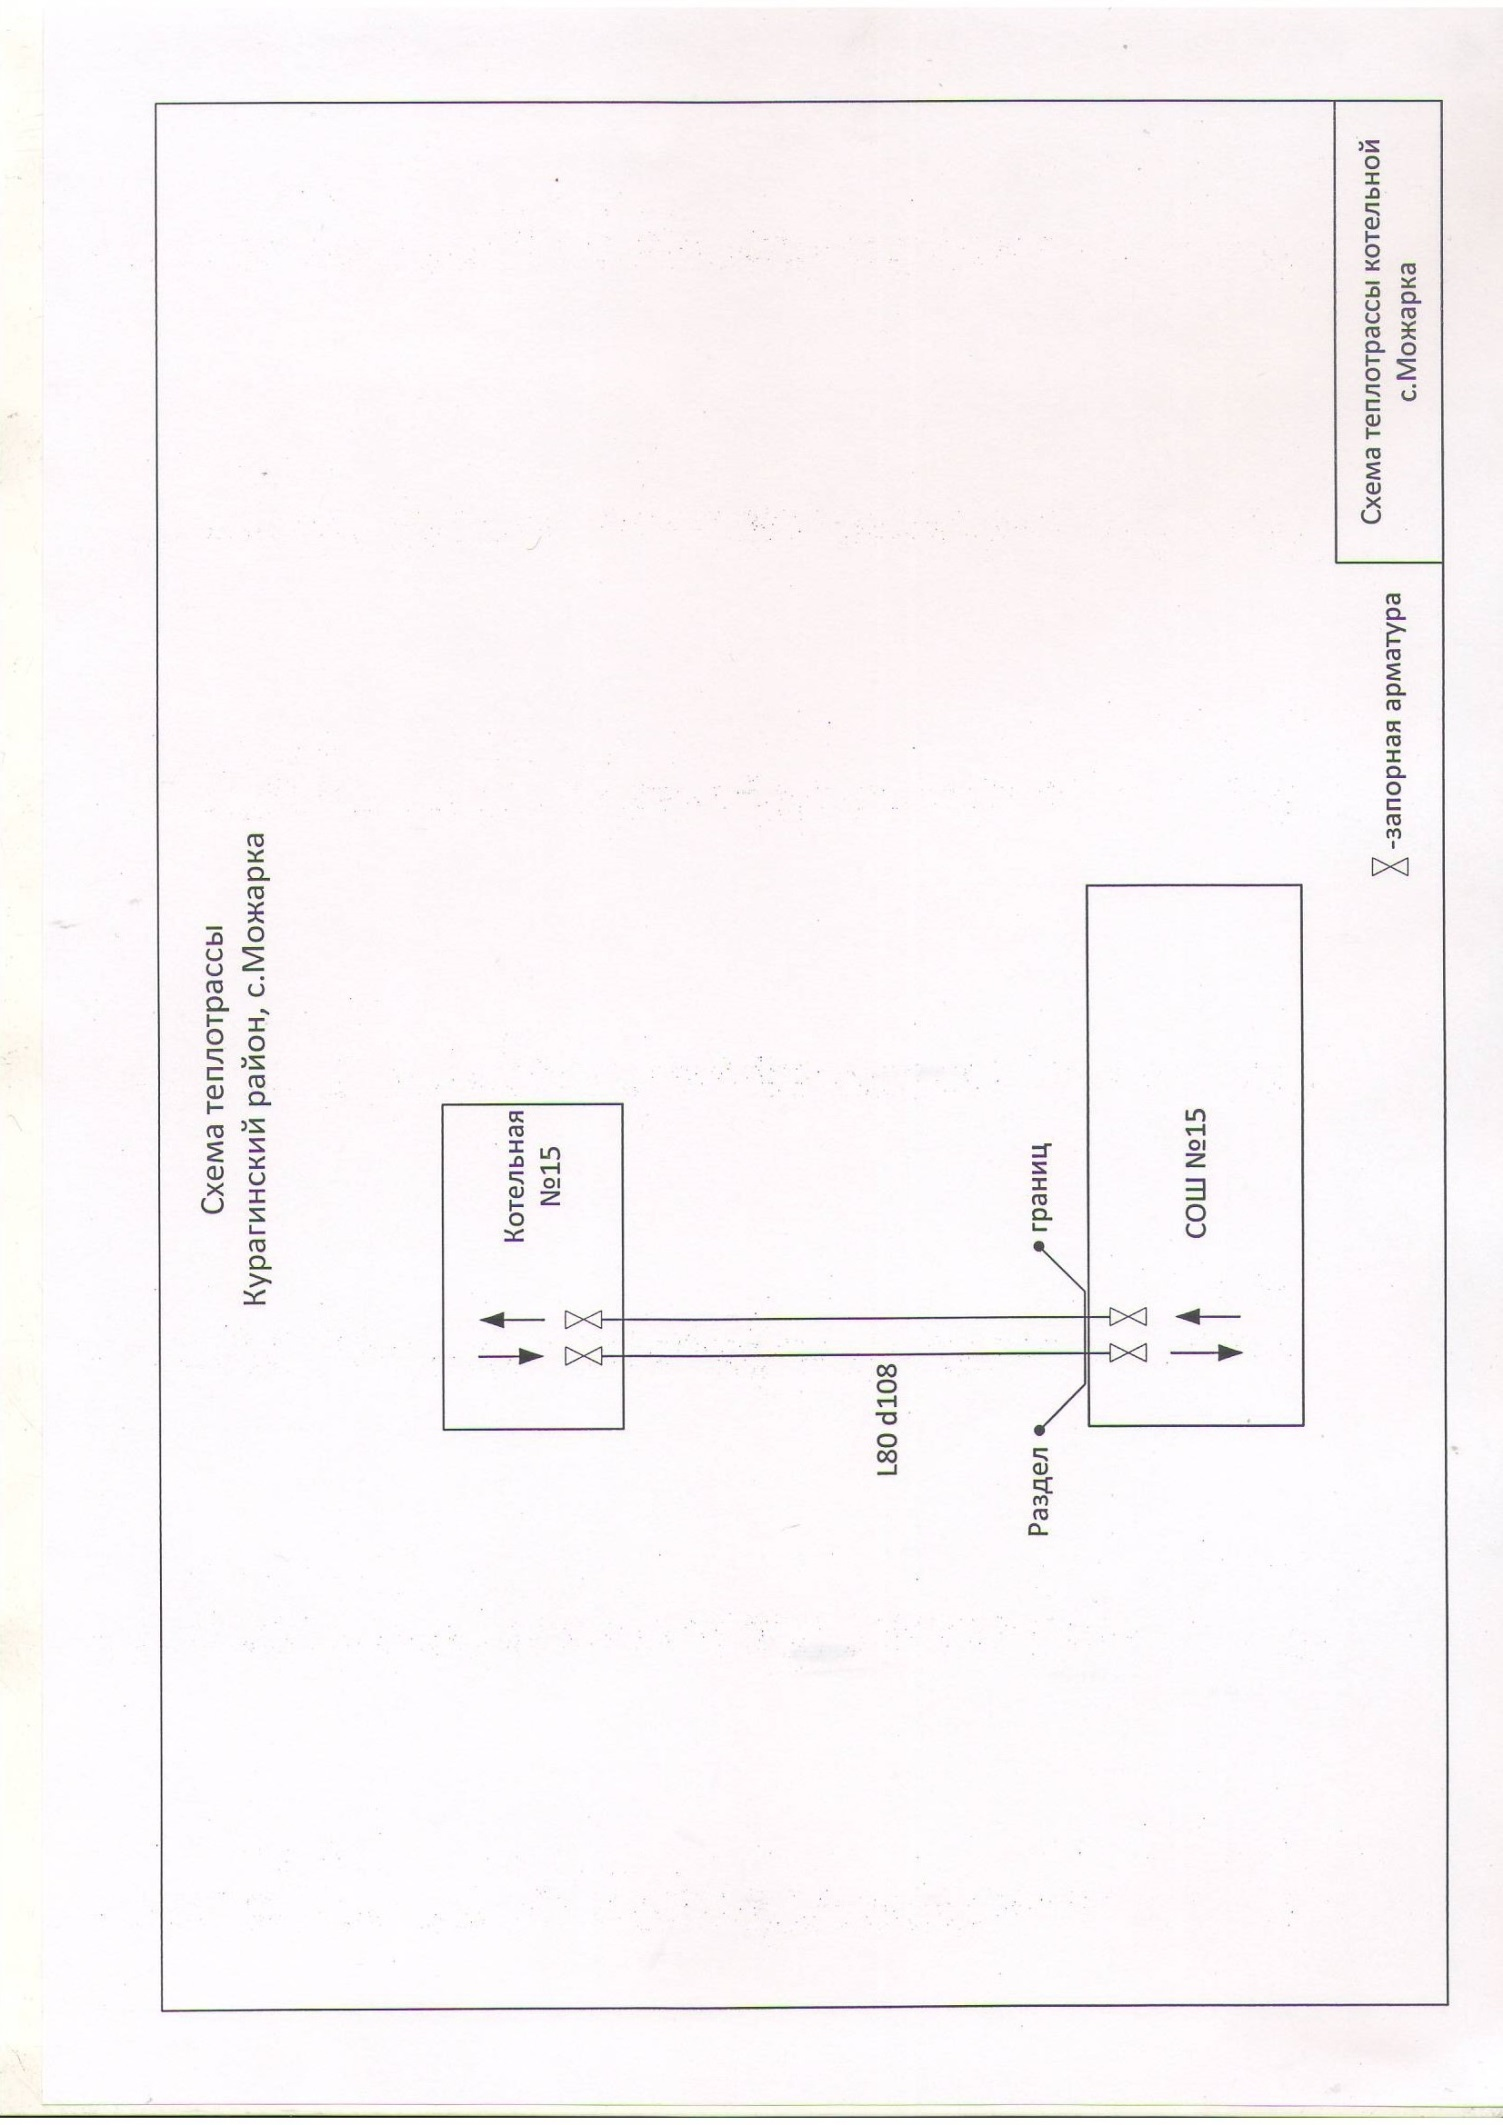 Схема теплотрассы
Курагинский район, с.Можарка
Котельная
№15
L80 d108
Раздел
границ
СОШ №15
-запорная арматура
Схема теплотрассы котельной
с.Можарка